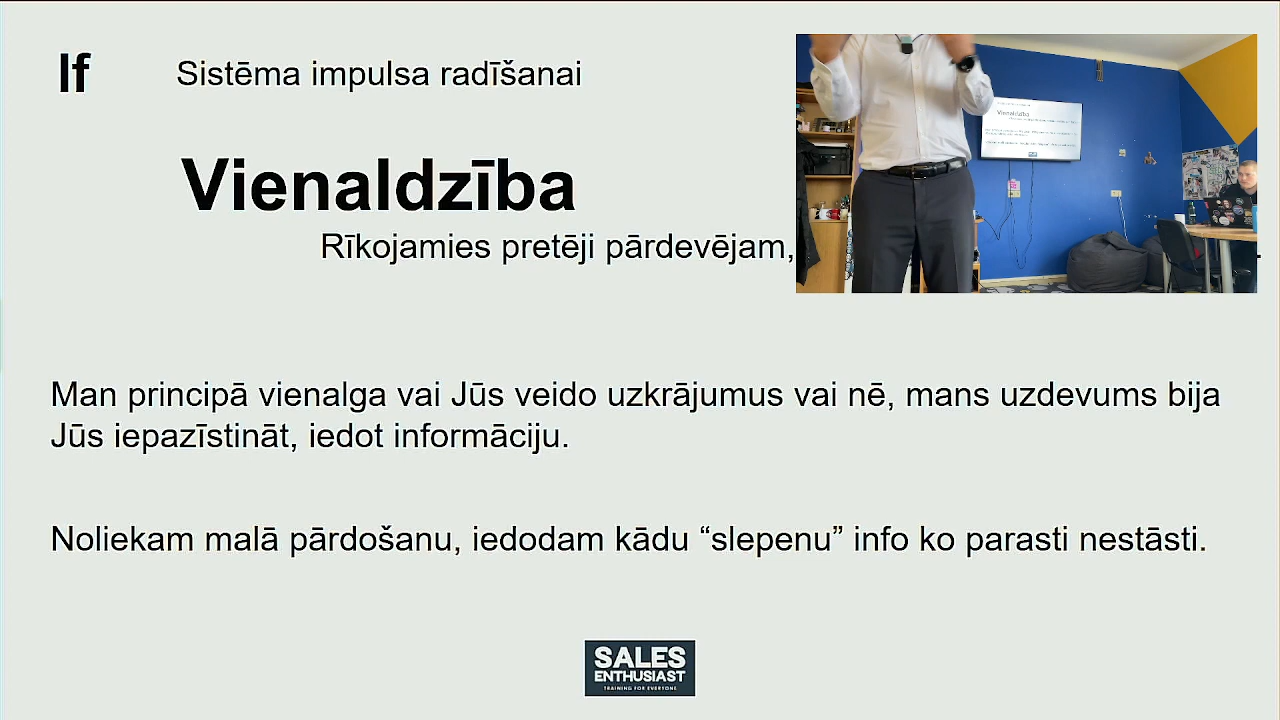 If
Sistēma impulsa radīšanai
Vienaldzība
Rīkojamies pretēji pārdevējam,
Vienaldzība
Man principā vienalga vai Jūs veido uzkrājumus vai nē, mans uzdevums bija
Jūs iepazīstināt, iedot informāciju.
Noliekam malā pārdošanu, iedodam kādu “slepenu” info ko parasti nestāsti.
SALES
ENTHUSIAST
TRAINING FOR EVERYONE